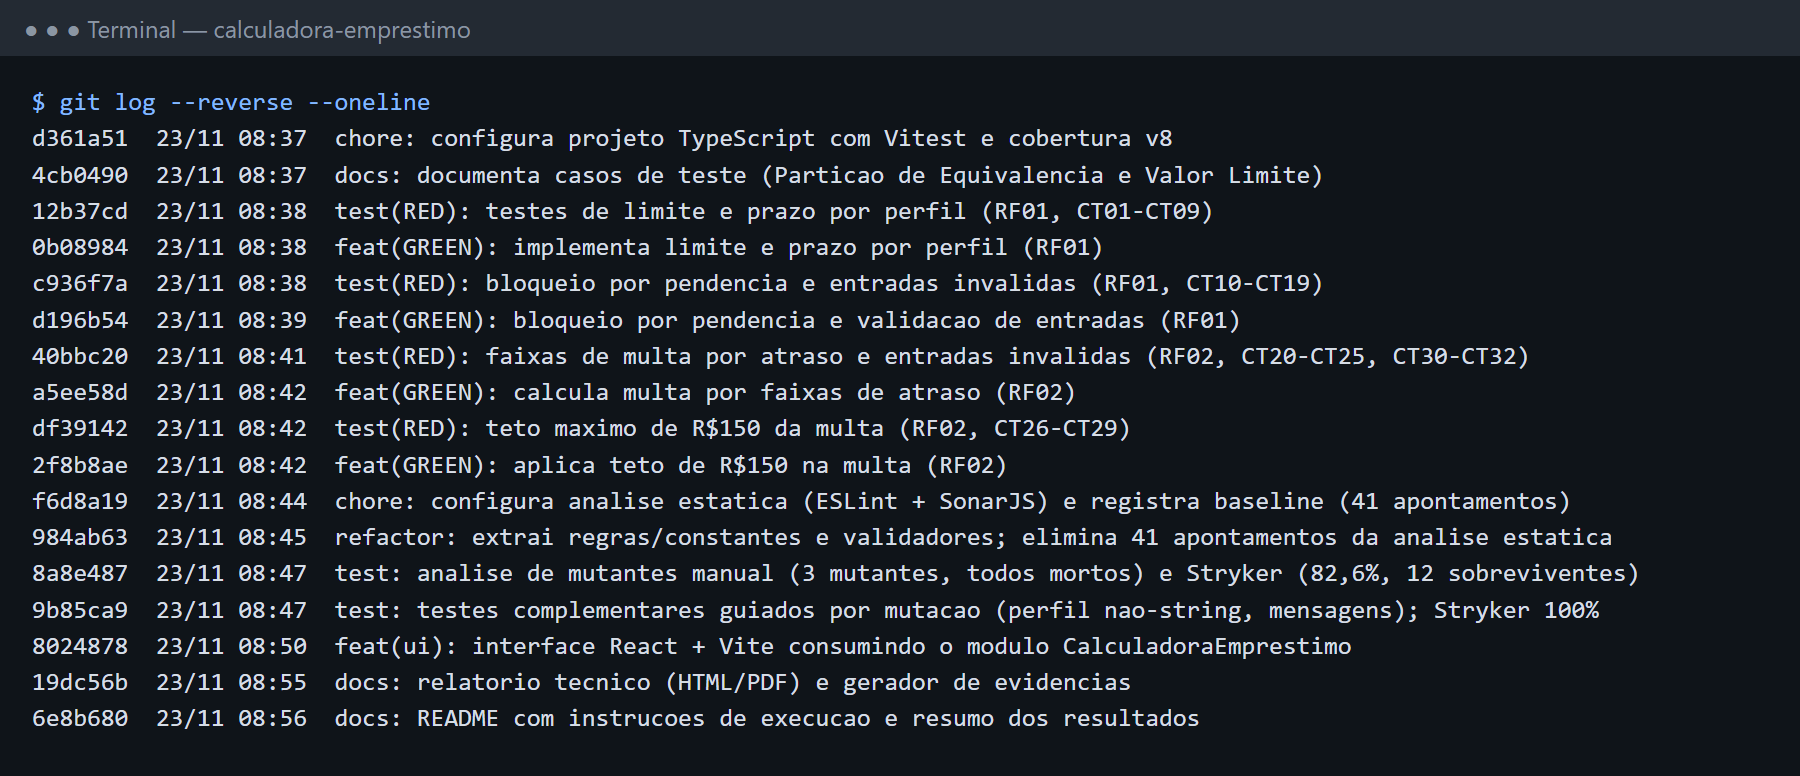 ● ● ● Terminal — calculadora-emprestimo
$ git log --reverse --oneline
d361a51  23/11 08:37  chore: configura projeto TypeScript com Vitest e cobertura v8
4cb0490  23/11 08:37  docs: documenta casos de teste (Particao de Equivalencia e Valor Limite)
12b37cd  23/11 08:38  test(RED): testes de limite e prazo por perfil (RF01, CT01-CT09)
0b08984  23/11 08:38  feat(GREEN): implementa limite e prazo por perfil (RF01)
c936f7a  23/11 08:38  test(RED): bloqueio por pendencia e entradas invalidas (RF01, CT10-CT19)
d196b54  23/11 08:39  feat(GREEN): bloqueio por pendencia e validacao de entradas (RF01)
40bbc20  23/11 08:41  test(RED): faixas de multa por atraso e entradas invalidas (RF02, CT20-CT25, CT30-CT32)
a5ee58d  23/11 08:42  feat(GREEN): calcula multa por faixas de atraso (RF02)
df39142  23/11 08:42  test(RED): teto maximo de R$150 da multa (RF02, CT26-CT29)
2f8b8ae  23/11 08:42  feat(GREEN): aplica teto de R$150 na multa (RF02)
f6d8a19  23/11 08:44  chore: configura analise estatica (ESLint + SonarJS) e registra baseline (41 apontamentos)
984ab63  23/11 08:45  refactor: extrai regras/constantes e validadores; elimina 41 apontamentos da analise estatica
8a8e487  23/11 08:47  test: analise de mutantes manual (3 mutantes, todos mortos) e Stryker (82,6%, 12 sobreviventes)
9b85ca9  23/11 08:47  test: testes complementares guiados por mutacao (perfil nao-string, mensagens); Stryker 100%
8024878  23/11 08:50  feat(ui): interface React + Vite consumindo o modulo CalculadoraEmprestimo
19dc56b  23/11 08:55  docs: relatorio tecnico (HTML/PDF) e gerador de evidencias
6e8b680  23/11 08:56  docs: README com instrucoes de execucao e resumo dos resultados